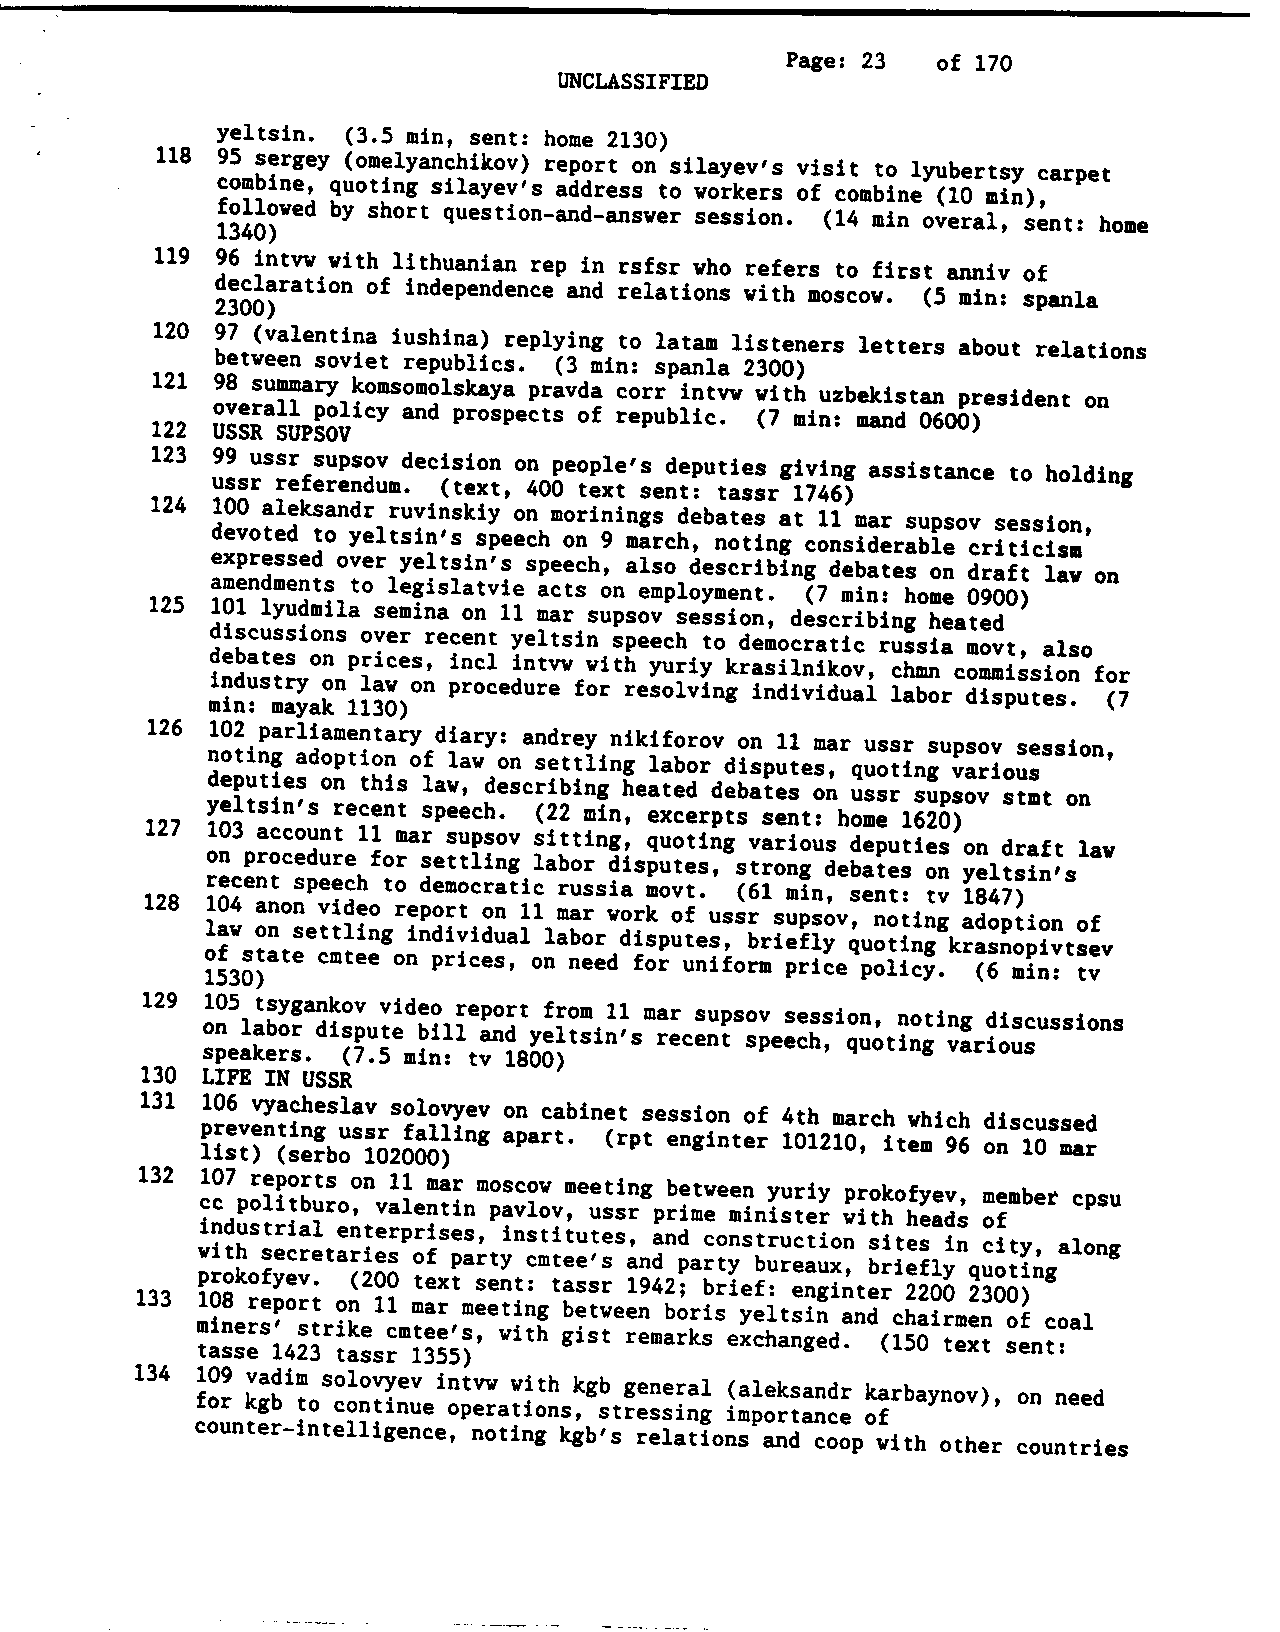 Page: 23 of 170
UNCLASSIFIED
yeltsin. (3.5 min, sent: home 2130)
118 95 sergey (omelyanchikov) report on silayev's visit to lyubertsy carpet
combine, quoting silayev's address to workers of combine (10 min),
followed by short question-and-answer session. (14 min overal, sent: home
1340)
119 96 intvw with lithuanian rep in rsfsr who refers to first anniv of
declaration of independence and relations with moscow. (5 min: spanla
2300)
120 97 (valentina iushina) replying to latam listeners letters about relations
between soviet republics. (3 min: spanla 2300)
121 98 summary komsomolskaya pravda corr intvw with uzbekistan president on
overall policy and prospects of republic. (7 min: mand 0600)
122 USSR SUPSOV
123 99 ussr supsov decision on people's deputies giving assistance to holding
ussr referendum. (text, 400 text sent: tassr 1746)
124 100 aleksandr ruvinskiy on morinings debates at 11 mar supsov session,
devoted to yeltsin's speech on 9 march, noting considerable criticism
expressed over yeltsin's speech, also describing debates on draft law on
amendments to legislatvie acts on employment. (7 min: home 0900)
125 101 lyudmila semina on 11 mar supsov session, describing heated
discussions over recent yeltsin speech to democratic russia movt, also
debates on prices, incl intvw with yuriy krasilnikov, chmn commission for
industry on law on procedure for resolving individual labor disputes. (7
min: mayak 1130)
126 102 parliamentary diary: andrey nikiforov on 11 mar ussr supsov session,
noting adoption of law on settling labor disputes, quoting various
deputies on this law, describing heated debates on ussr supsov stmt on
yeltsin's recent speech. (22 min, excerpts sent: home 1620)
127 103 account 11 mar supsov sitting, quoting various deputies on draft law
on procedure for settling labor disputes, strong debates on yeltsin's
recent speech to democratic russia movt. (61 min, sent: tv 1847)
128 104 anon video report on 11 mar work of ussr supsov, noting adoption of
law on settling individual labor disputes, briefly quoting krasnopivtsev
of state cmtee on prices, on need for uniform price policy. (6 min: tv
1530)
129 105 tsygankov video report from 11 mar supsov session, noting discussions
on labor dispute bill and yeltsin's recent speech, quoting various
speakers. (7.5 min: tv 1800)
130 LIFE IN USSR
131 106 vyacheslav solovyev on cabinet session of 4th march which discussed
preventing ussr falling apart. (rpt enginter 101210, item 96 on 10 mar
list) (serbo 102000)
132 107 reports on 11 mar moscow meeting between yuriy prokofyev, member cpsu
cc politburo, valentin pavlov, ussr prime minister with heads of
industrial enterprises, institutes, and construction sites in city, along
with secretaries of party cmtee's and party bureaux, briefly quoting
prokofyev. (200 text sent: tassr 1942; brief: enginter 2200 2300)
133 108 report on 11 mar meeting between boris yeltsin and chairmen of coal
miners' strike cmtee's, with gist remarks exchanged. (150 text sent:
tasse 1423 tassr 1355)
134 109 vadim solovyev intvw with kgb general (aleksandr karbaynov), on need
for kgb to continue operations, stressing importance of
counter-intelligence, noting kgb's relations and coop with other countries